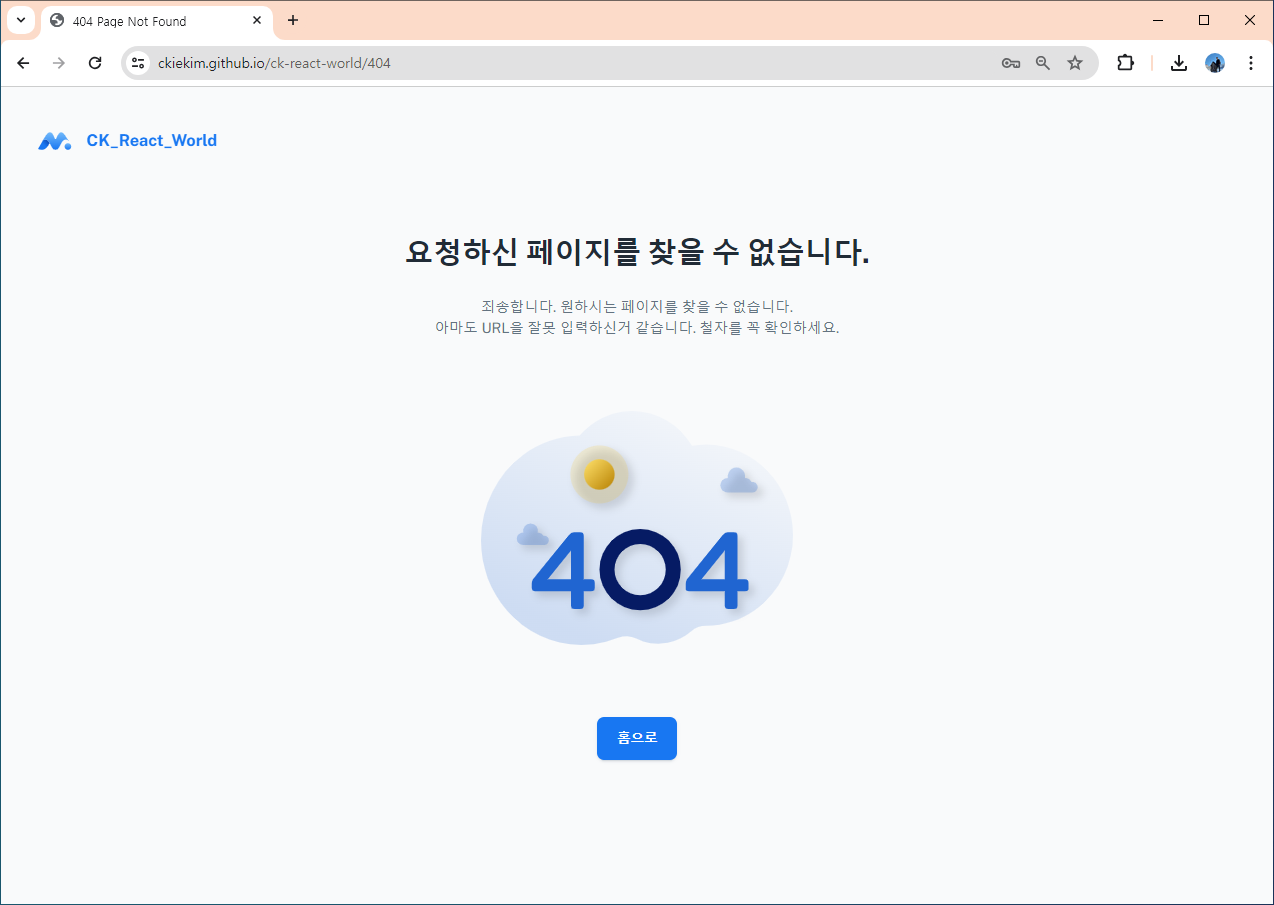 404 Page Not Found
ckiekim.github.io/ck-react-world/404
CK_React_World
요청하신 페이지를 찾을 수 없습니다.
죄송합니다. 원하시는 페이지를 찾을 수 없습니다.
아마도 URL을 잘못 입력하신거 같습니다. 철자를 꼭 확인하세요.
404
홈으로